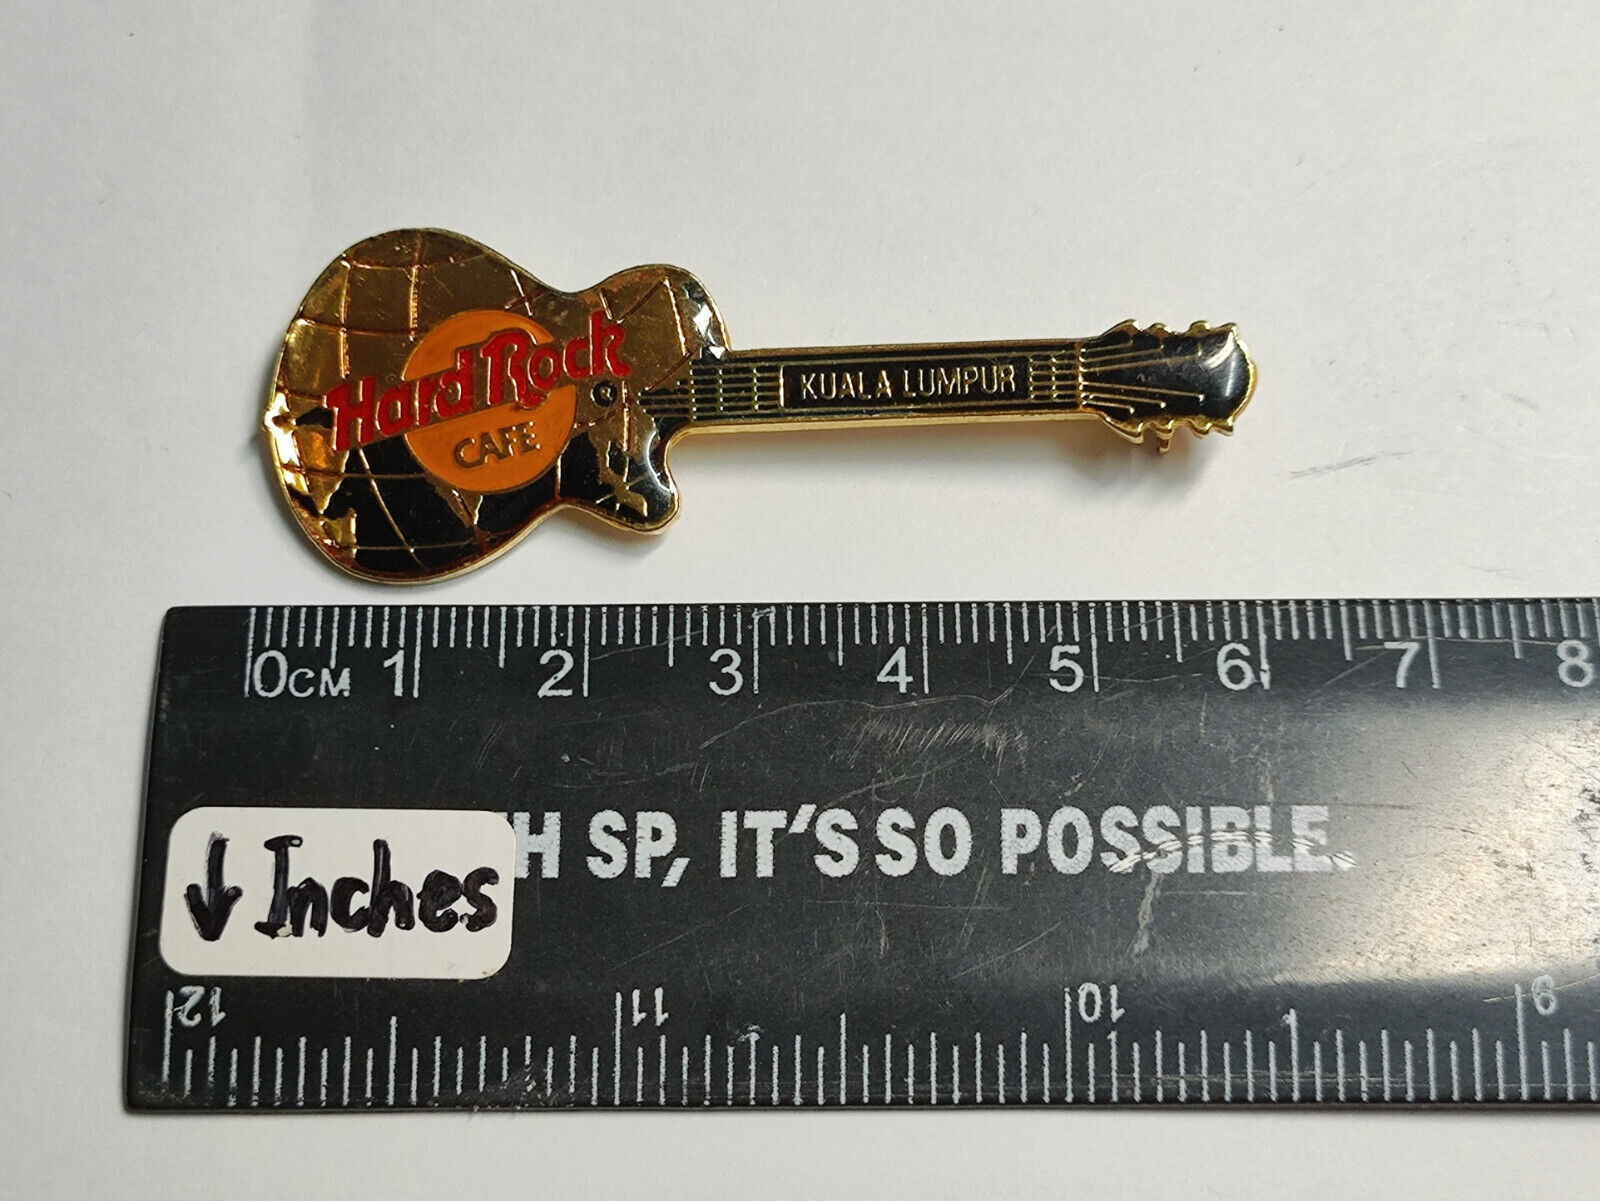 Hard Rock
CAFE
KUALA LUMPUR
0CM 1 2 3 4 5 6 7 8
H SP, IT'S SO POSSIBLE.
↓ Inches
12 11 10 9